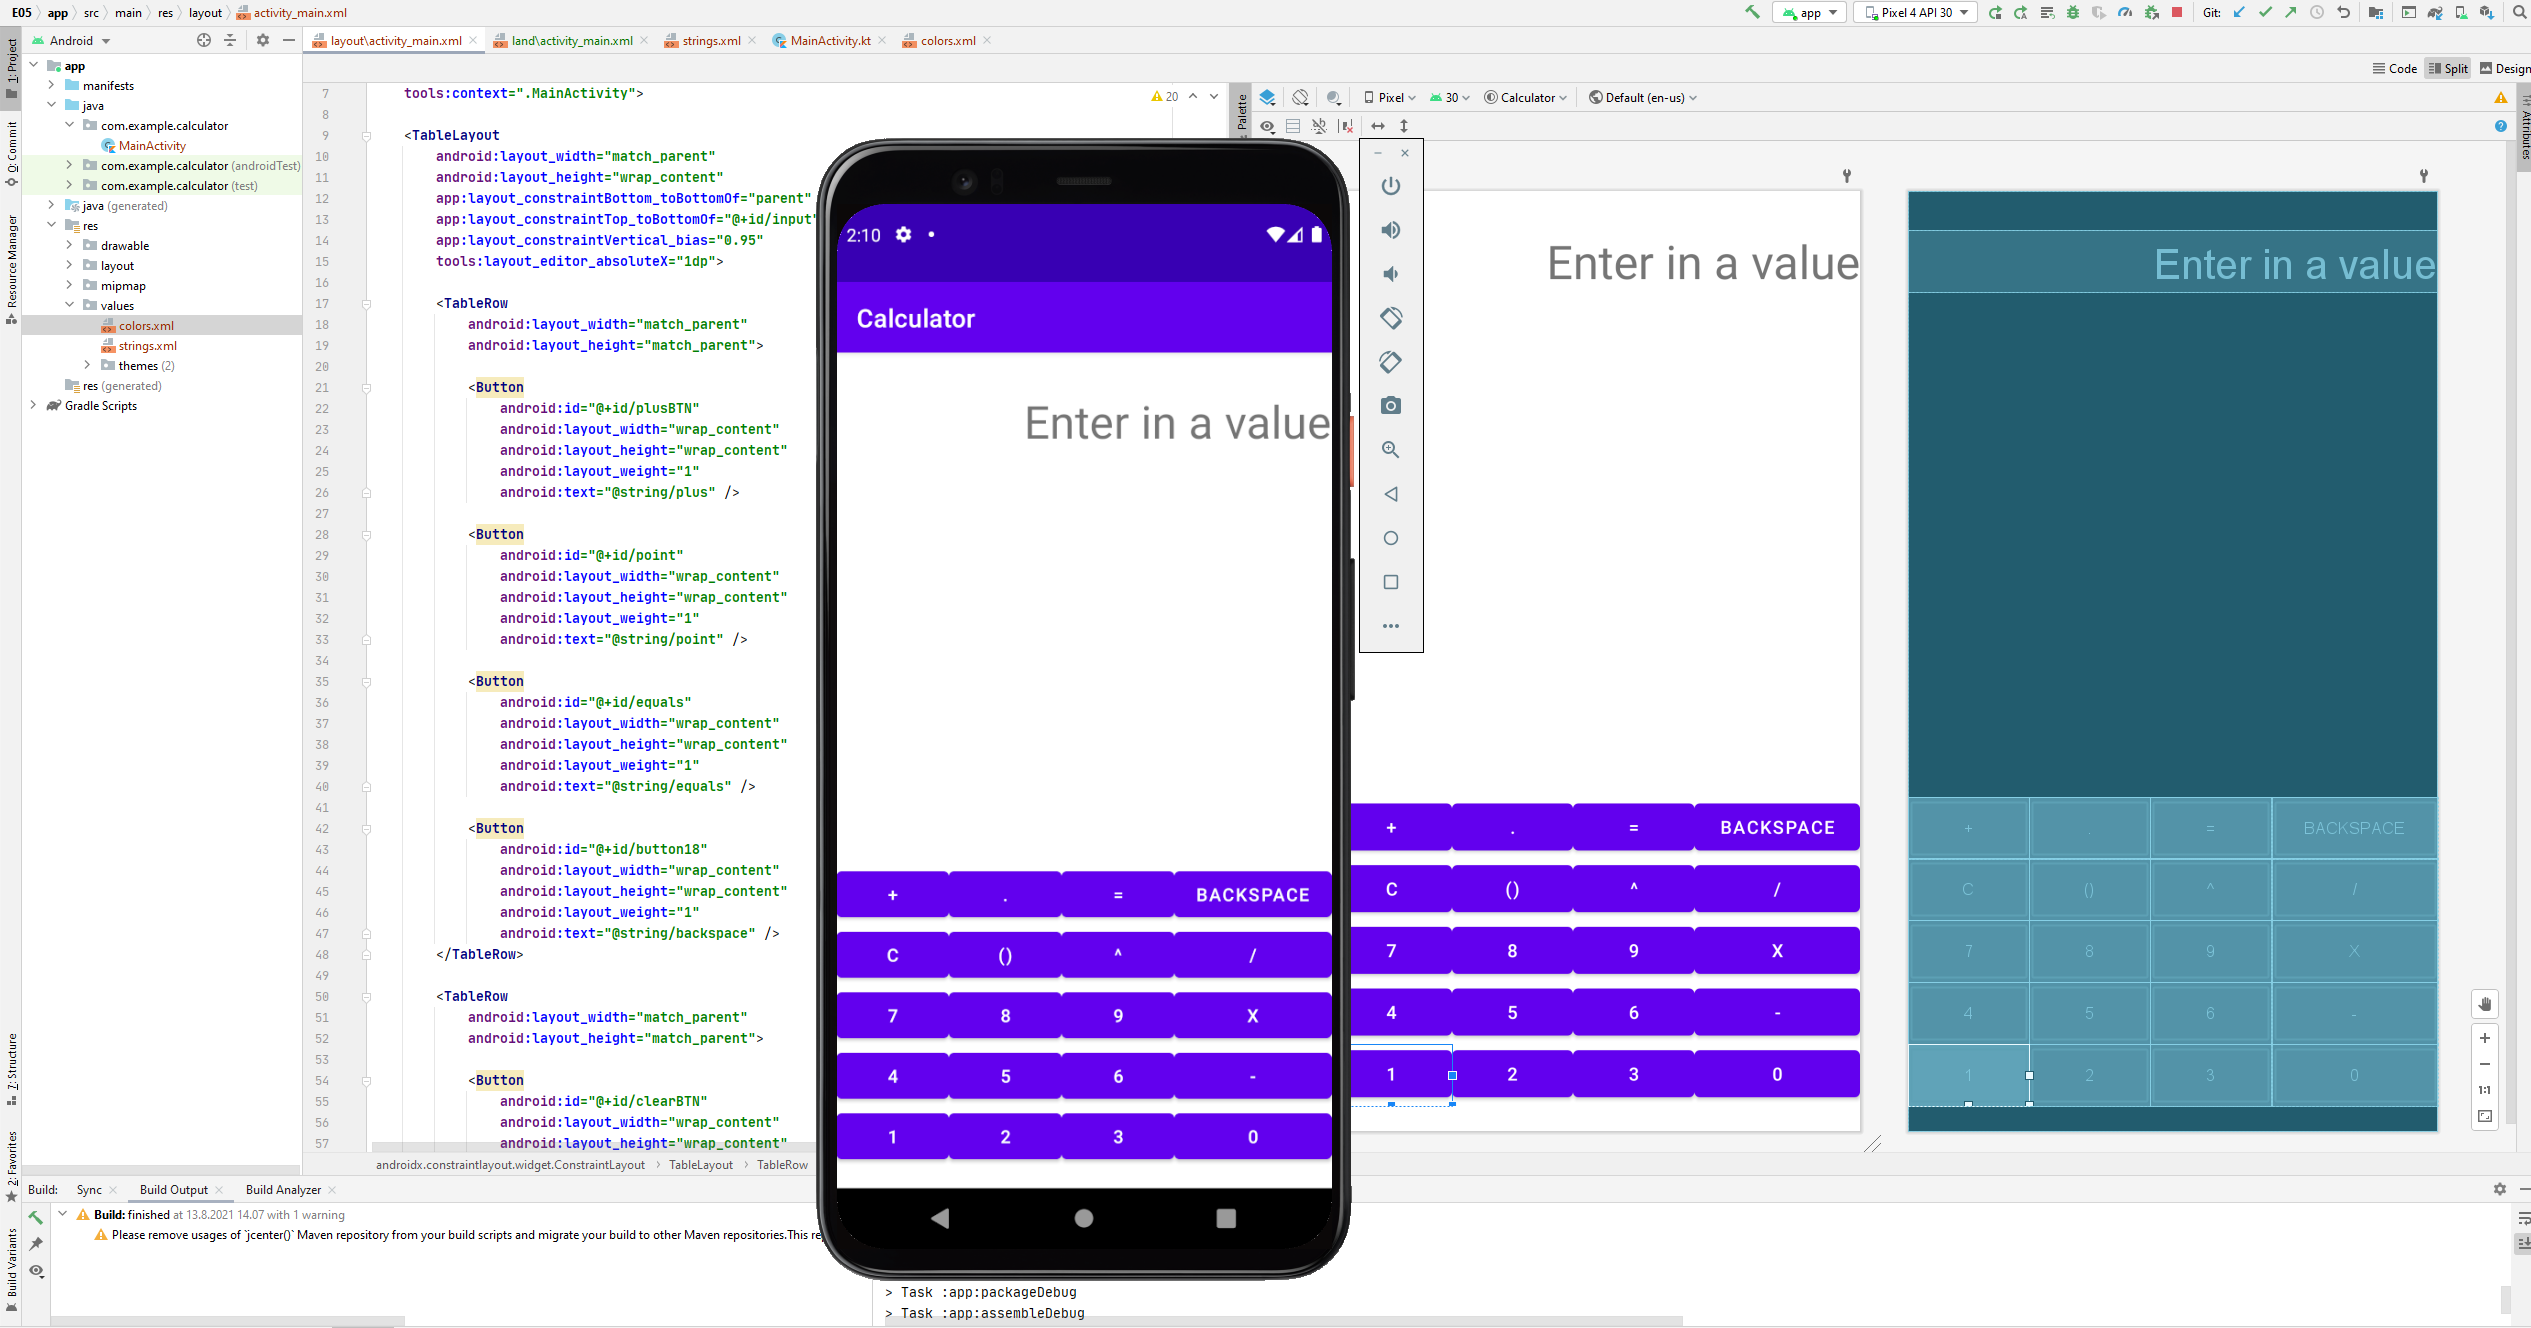 E05 app src main res layout activity_main.xml
app Pixel 4 API 30 Git:
Android
layout\activity_main.xml land\activity_main.xml strings.xml MainActivity.kt colors.xml
Code Split Design
1: Project
0: Commit
Resource Manager
7: Structure
2: Favorites
Build Variants
app
manifests
java
com.example.calculator
MainActivity
com.example.calculator (androidTest)
com.example.calculator (test)
java (generated)
res
drawable
layout
mipmap
values
colors.xml
strings.xml
themes (2)
res (generated)
Gradle Scripts
20
7 tools:context=".MainActivity">
8
9 <TableLayout
10 android:layout_width="match_parent"
11 android:layout_height="wrap_content"
12 app:layout_constraintBottom_toBottomOf="parent"
13 app:layout_constraintTop_toBottomOf="@+id/input"
14 app:layout_constraintVertical_bias="0.95"
15 tools:layout_editor_absoluteX="1dp">
16
17 <TableRow
18 android:layout_width="match_parent"
19 android:layout_height="match_parent">
20
21 <Button
22 android:id="@+id/plusBTN"
23 android:layout_width="wrap_content"
24 android:layout_height="wrap_content"
25 android:layout_weight="1"
26 android:text="@string/plus" />
27
28 <Button
29 android:id="@+id/point"
30 android:layout_width="wrap_content"
31 android:layout_height="wrap_content"
32 android:layout_weight="1"
33 android:text="@string/point" />
34
35 <Button
36 android:id="@+id/equals"
37 android:layout_width="wrap_content"
38 android:layout_height="wrap_content"
39 android:layout_weight="1"
40 android:text="@string/equals" />
41
42 <Button
43 android:id="@+id/button18"
44 android:layout_width="wrap_content"
45 android:layout_height="wrap_content"
46 android:layout_weight="1"
47 android:text="@string/backspace" />
48 </TableRow>
49
50 <TableRow
51 android:layout_width="match_parent"
52 android:layout_height="match_parent">
53
54 <Button
55 android:id="@+id/clearBTN"
56 android:layout_width="wrap_content"
57 android:layout_height="wrap_content"
androidx.constraintlayout.widget.ConstraintLayout TableLayout TableRow
2:10
Calculator
Enter in a value
+ . = BACKSPACE
C () ^ /
7 8 9 X
4 5 6 -
1 2 3 0
Palette
Pixel 30 Calculator Default (en-us)
Attributes
Enter in a value
+ . = BACKSPACE
C () ^ /
7 8 9 X
4 5 6 -
1 2 3 0
Enter in a value
+ . = BACKSPACE
C () ^ /
7 8 9 X
4 5 6 -
1 2 3 0
1:1
Build: Sync Build Output Build Analyzer
Build: finished at 13.8.2021 14.07 with 1 warning
Please remove usages of `jcenter()` Maven repository from your build scripts and migrate your build to other Maven repositories.This
> Task :app:packageDebug
> Task :app:assembleDebug